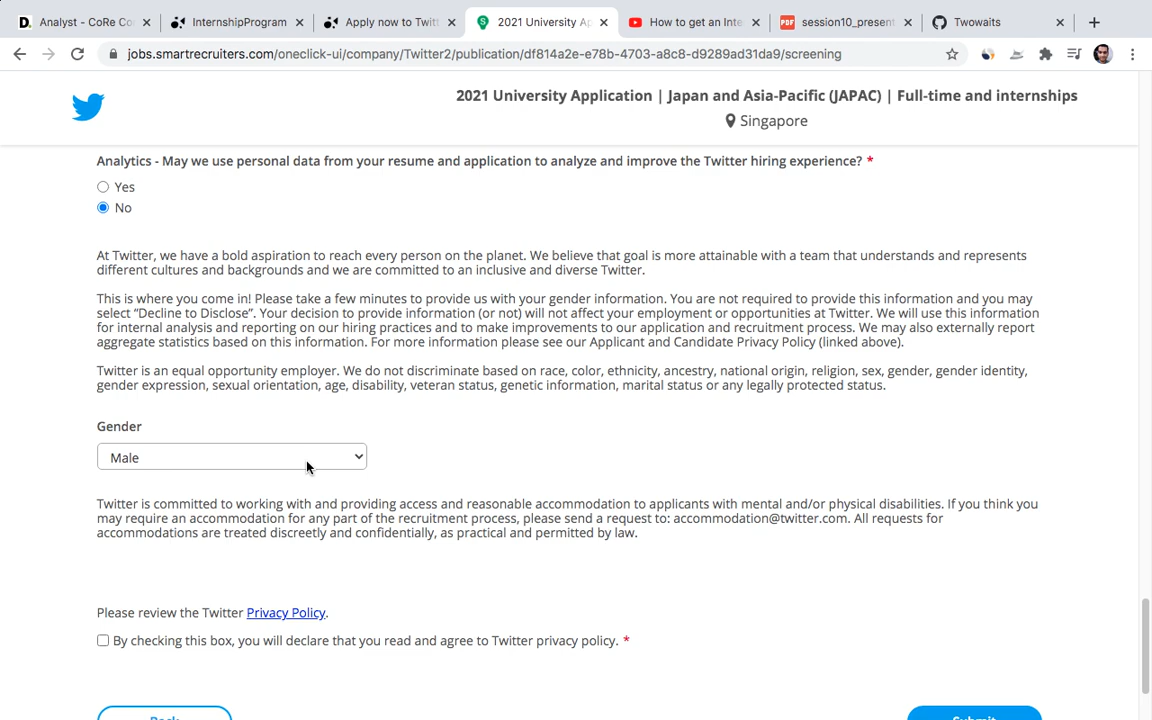 Analyst - CoRe Co
InternshipProgram
Apply now to Twitt
2021 University Ap
How to get an Inte
session10_present
Twowaits
jobs.smartrecruiters.com/oneclick-ui/company/Twitter2/publication/df814a2e-e78b-4703-a8c8-d9289ad31da9/screening
2021 University Application | Japan and Asia-Pacific (JAPAC) | Full-time and internships
Singapore
Analytics - May we use personal data from your resume and application to analyze and improve the Twitter hiring experience? *
Yes
No
At Twitter, we have a bold aspiration to reach every person on the planet. We believe that goal is more attainable with a team that understands and represents
different cultures and backgrounds and we are committed to an inclusive and diverse Twitter.
This is where you come in! Please take a few minutes to provide us with your gender information. You are not required to provide this information and you may
select “Decline to Disclose”. Your decision to provide information (or not) will not affect your employment or opportunities at Twitter. We will use this information
for internal analysis and reporting on our hiring practices and to make improvements to our application and recruitment process. We may also externally report
aggregate statistics based on this information. For more information please see our Applicant and Candidate Privacy Policy (linked above).
Twitter is an equal opportunity employer. We do not discriminate based on race, color, ethnicity, ancestry, national origin, religion, sex, gender, gender identity,
gender expression, sexual orientation, age, disability, veteran status, genetic information, marital status or any legally protected status.
Gender
Male
Twitter is committed to working with and providing access and reasonable accommodation to applicants with mental and/or physical disabilities. If you think you
may require an accommodation for any part of the recruitment process, please send a request to: accommodation@twitter.com. All requests for
accommodations are treated discreetly and confidentially, as practical and permitted by law.
Please review the Twitter Privacy Policy.
By checking this box, you will declare that you read and agree to Twitter privacy policy. *
Back
Submit